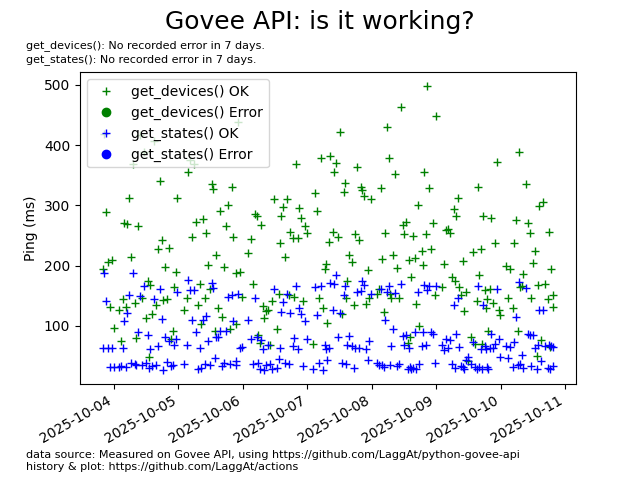 Govee API: is it working?
get_devices(): No recorded error in 7 days.
get_states(): No recorded error in 7 days.
get_devices() OK
get_devices() Error
get_states() OK
get_states() Error
500
400
300
200
100
Ping (ms)
2025-10-04
2025-10-05
2025-10-06
2025-10-07
2025-10-08
2025-10-09
2025-10-10
2025-10-11
data source: Measured on Govee API, using https://github.com/LaggAt/python-govee-api
history & plot: https://github.com/LaggAt/actions